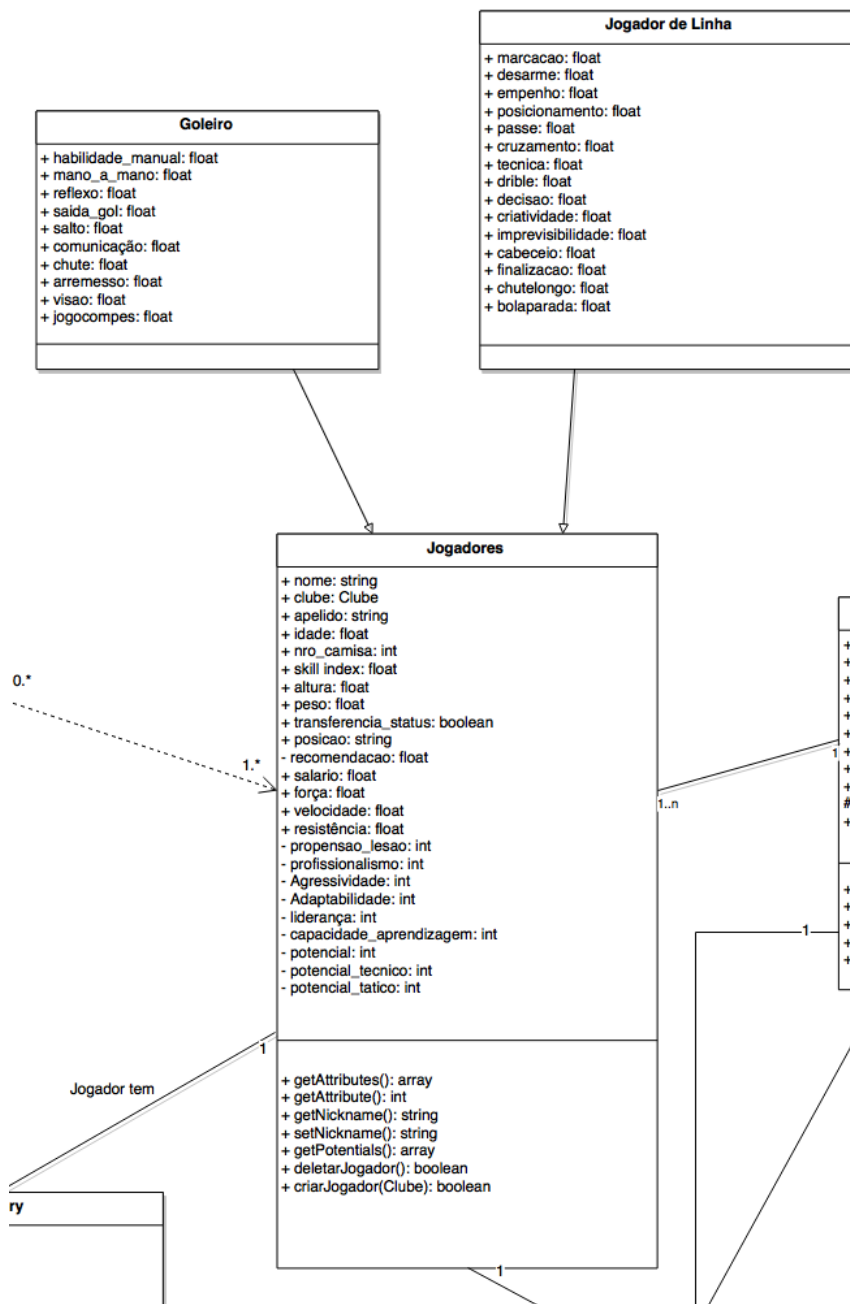 Jogador de Linha
+ marcacao: float
+ desarme: float
+ empenho: float
+ posicionamento: float
+ passe: float
+ cruzamento: float
+ tecnica: float
+ drible: float
+ decisao: float
+ criatividade: float
+ imprevisibilidade: float
+ cabeceio: float
+ finalizacao: float
+ chutelongo: float
+ bolaparada: float
Goleiro
+ habilidade_manual: float
+ mano_a_mano: float
+ reflexo: float
+ saida_gol: float
+ salto: float
+ comunicação: float
+ chute: float
+ arremesso: float
+ visao: float
+ jogocompes: float
Jogadores
+ nome: string
+ clube: Clube
+ apelido: string
+ idade: float
+ nro_camisa: int
+ skill index: float
+ altura: float
+ peso: float
+ transferencia_status: boolean
+ posicao: string
- recomendacao: float
+ salario: float
+ força: float
+ velocidade: float
+ resistência: float
- propensao_lesao: int
- profissionalismo: int
- Agressividade: int
- Adaptabilidade: int
- liderança: int
- capacidade_aprendizagem: int
- potencial: int
- potencial_tecnico: int
- potencial_tatico: int
+ getAttributes(): array
+ getAttribute(): int
+ getNickname(): string
+ setNickname(): string
+ getPotentials(): array
+ deletarJogador(): boolean
+ criarJogador(Clube): boolean
0.*
1.*
1..n
1
+
+
+
+
+
+
+
+
+
#
+
+
+
+
+
+
1
1
Jogador tem
ry
1